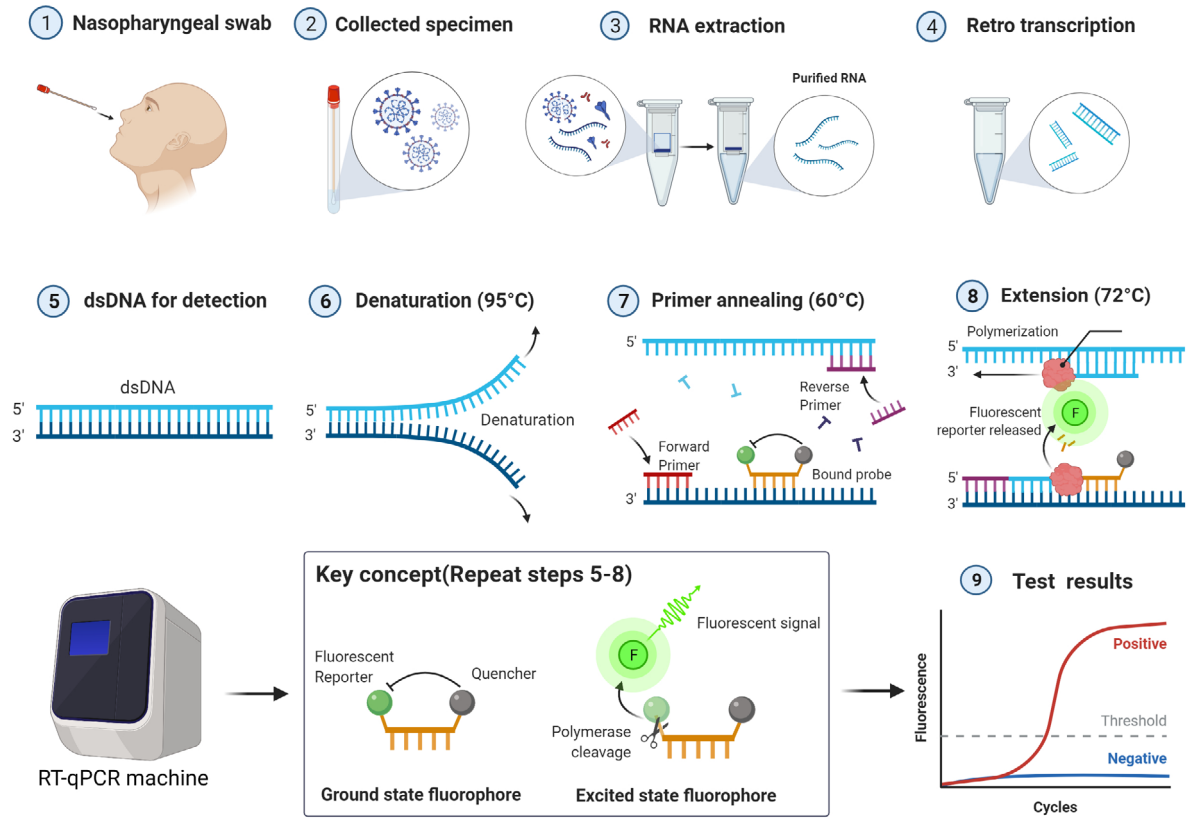 1 Nasopharyngeal swab
2 Collected specimen
3 RNA extraction
4 Retro transcription
Purified RNA
5 dsDNA for detection
6 Denaturation (95°C)
7 Primer annealing (60°C)
8 Extension (72°C)
dsDNA
5'
3'
5'
3'
Denaturation
5'
Reverse
Primer
Forward
Primer
Bound probe
3'
Polymerization
5'
3'
F
Fluorescent
reporter released
5'
3'
RT-qPCR machine
Key concept(Repeat steps 5-8)
Fluorescent
Reporter
Quencher
Ground state fluorophore
F
Fluorescent signal
Polymerase
cleavage
Excited state fluorophore
9 Test results
Fluorescence
Positive
Threshold
Negative
Cycles